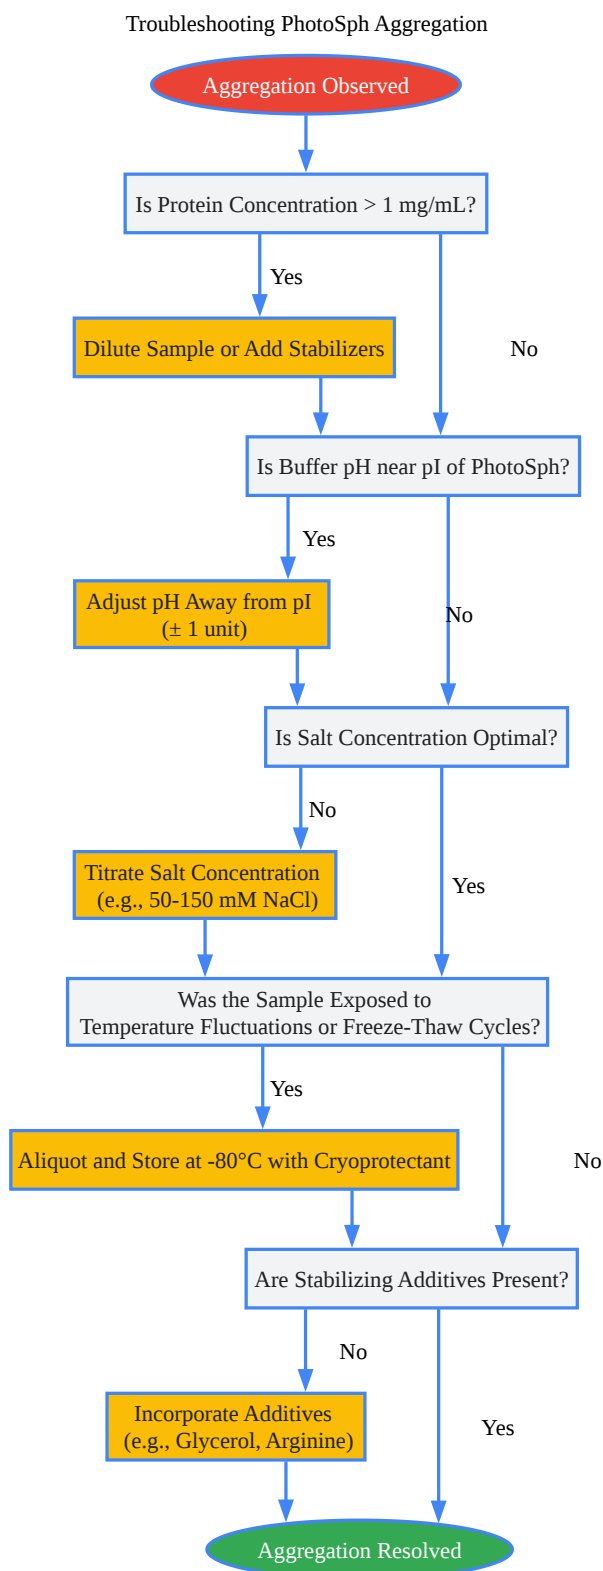 Troubleshooting PhotoSph Aggregation
Aggregation Observed
Is Protein Concentration > 1 mg/mL?
Yes
Dilute Sample or Add Stabilizers
No
Is Buffer pH near pI of PhotoSph?
Yes
Adjust pH Away from pI
(± 1 unit)
No
Is Salt Concentration Optimal?
No
Titrate Salt Concentration
(e.g., 50-150 mM NaCl)
Yes
Was the Sample Exposed to
Temperature Fluctuations or Freeze-Thaw Cycles?
Yes
Aliquot and Store at -80°C with Cryoprotectant
No
Are Stabilizing Additives Present?
No
Incorporate Additives
(e.g., Glycerol, Arginine)
Yes
Aggregation Resolved